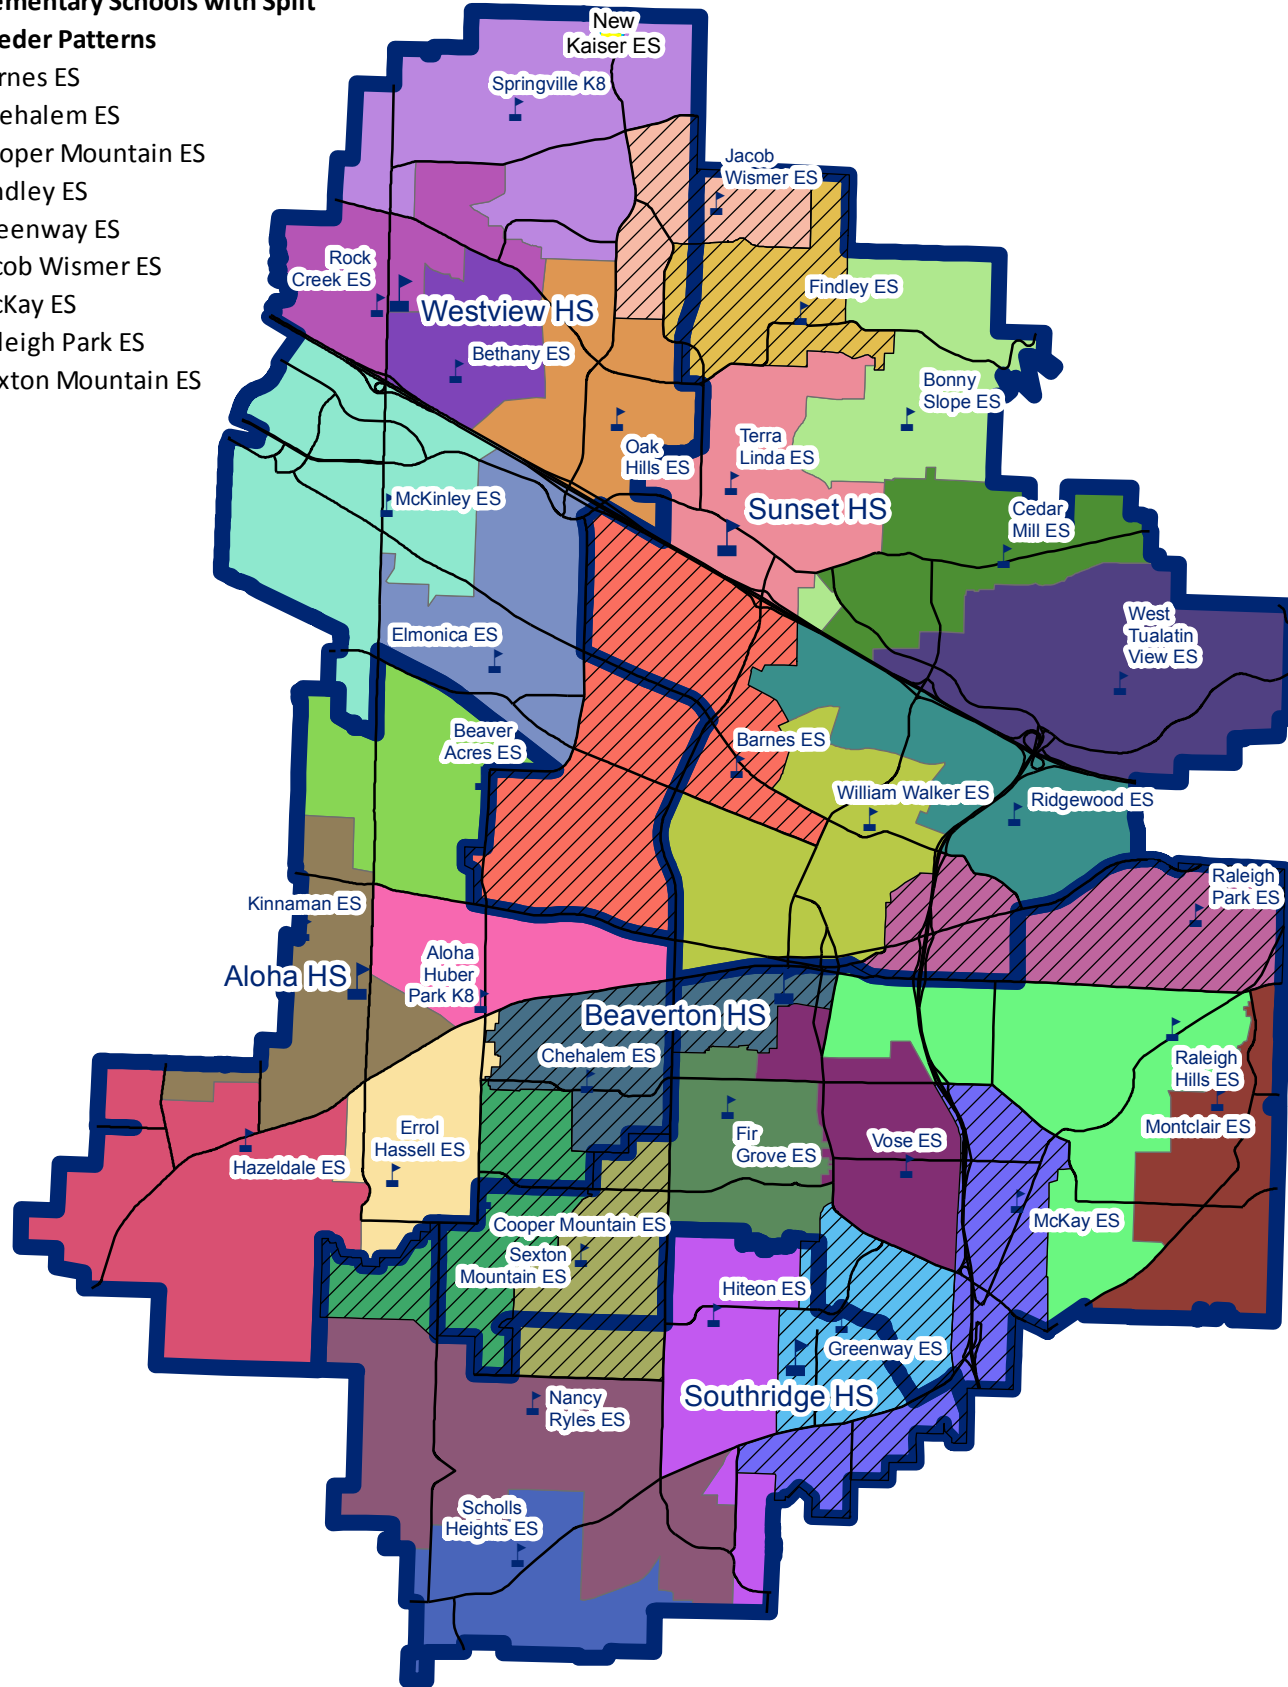 ementary Schools with Split
eder Patterns
rnes ES
ehalem ES
oper Mountain ES
ndley ES
eenway ES
cob Wismer ES
cKay ES
leigh Park ES
xton Mountain ES
New
Kaiser ES
Springville K8
Jacob
Wismer ES
Rock
Creek ES
Findley ES
Westview HS
Bethany ES
Bonny
Slope ES
Oak
Hills ES
Terra
Linda ES
McKinley ES
Sunset HS
Cedar
Mill ES
Elmonica ES
West
Tualatin
View ES
Beaver
Acres ES
Barnes ES
William Walker ES
Ridgewood ES
Raleigh
Park ES
Kinnaman ES
Aloha
Huber
Park K8
Aloha HS
Beaverton HS
Chehalem ES
Raleigh
Hills ES
Errol
Hassell ES
Fir
Grove ES
Vose ES
Montclair ES
Hazeldale ES
Cooper Mountain ES
McKay ES
Sexton
Mountain ES
Hiteon ES
Greenway ES
Southridge HS
Nancy
Ryles ES
Scholls
Heights ES